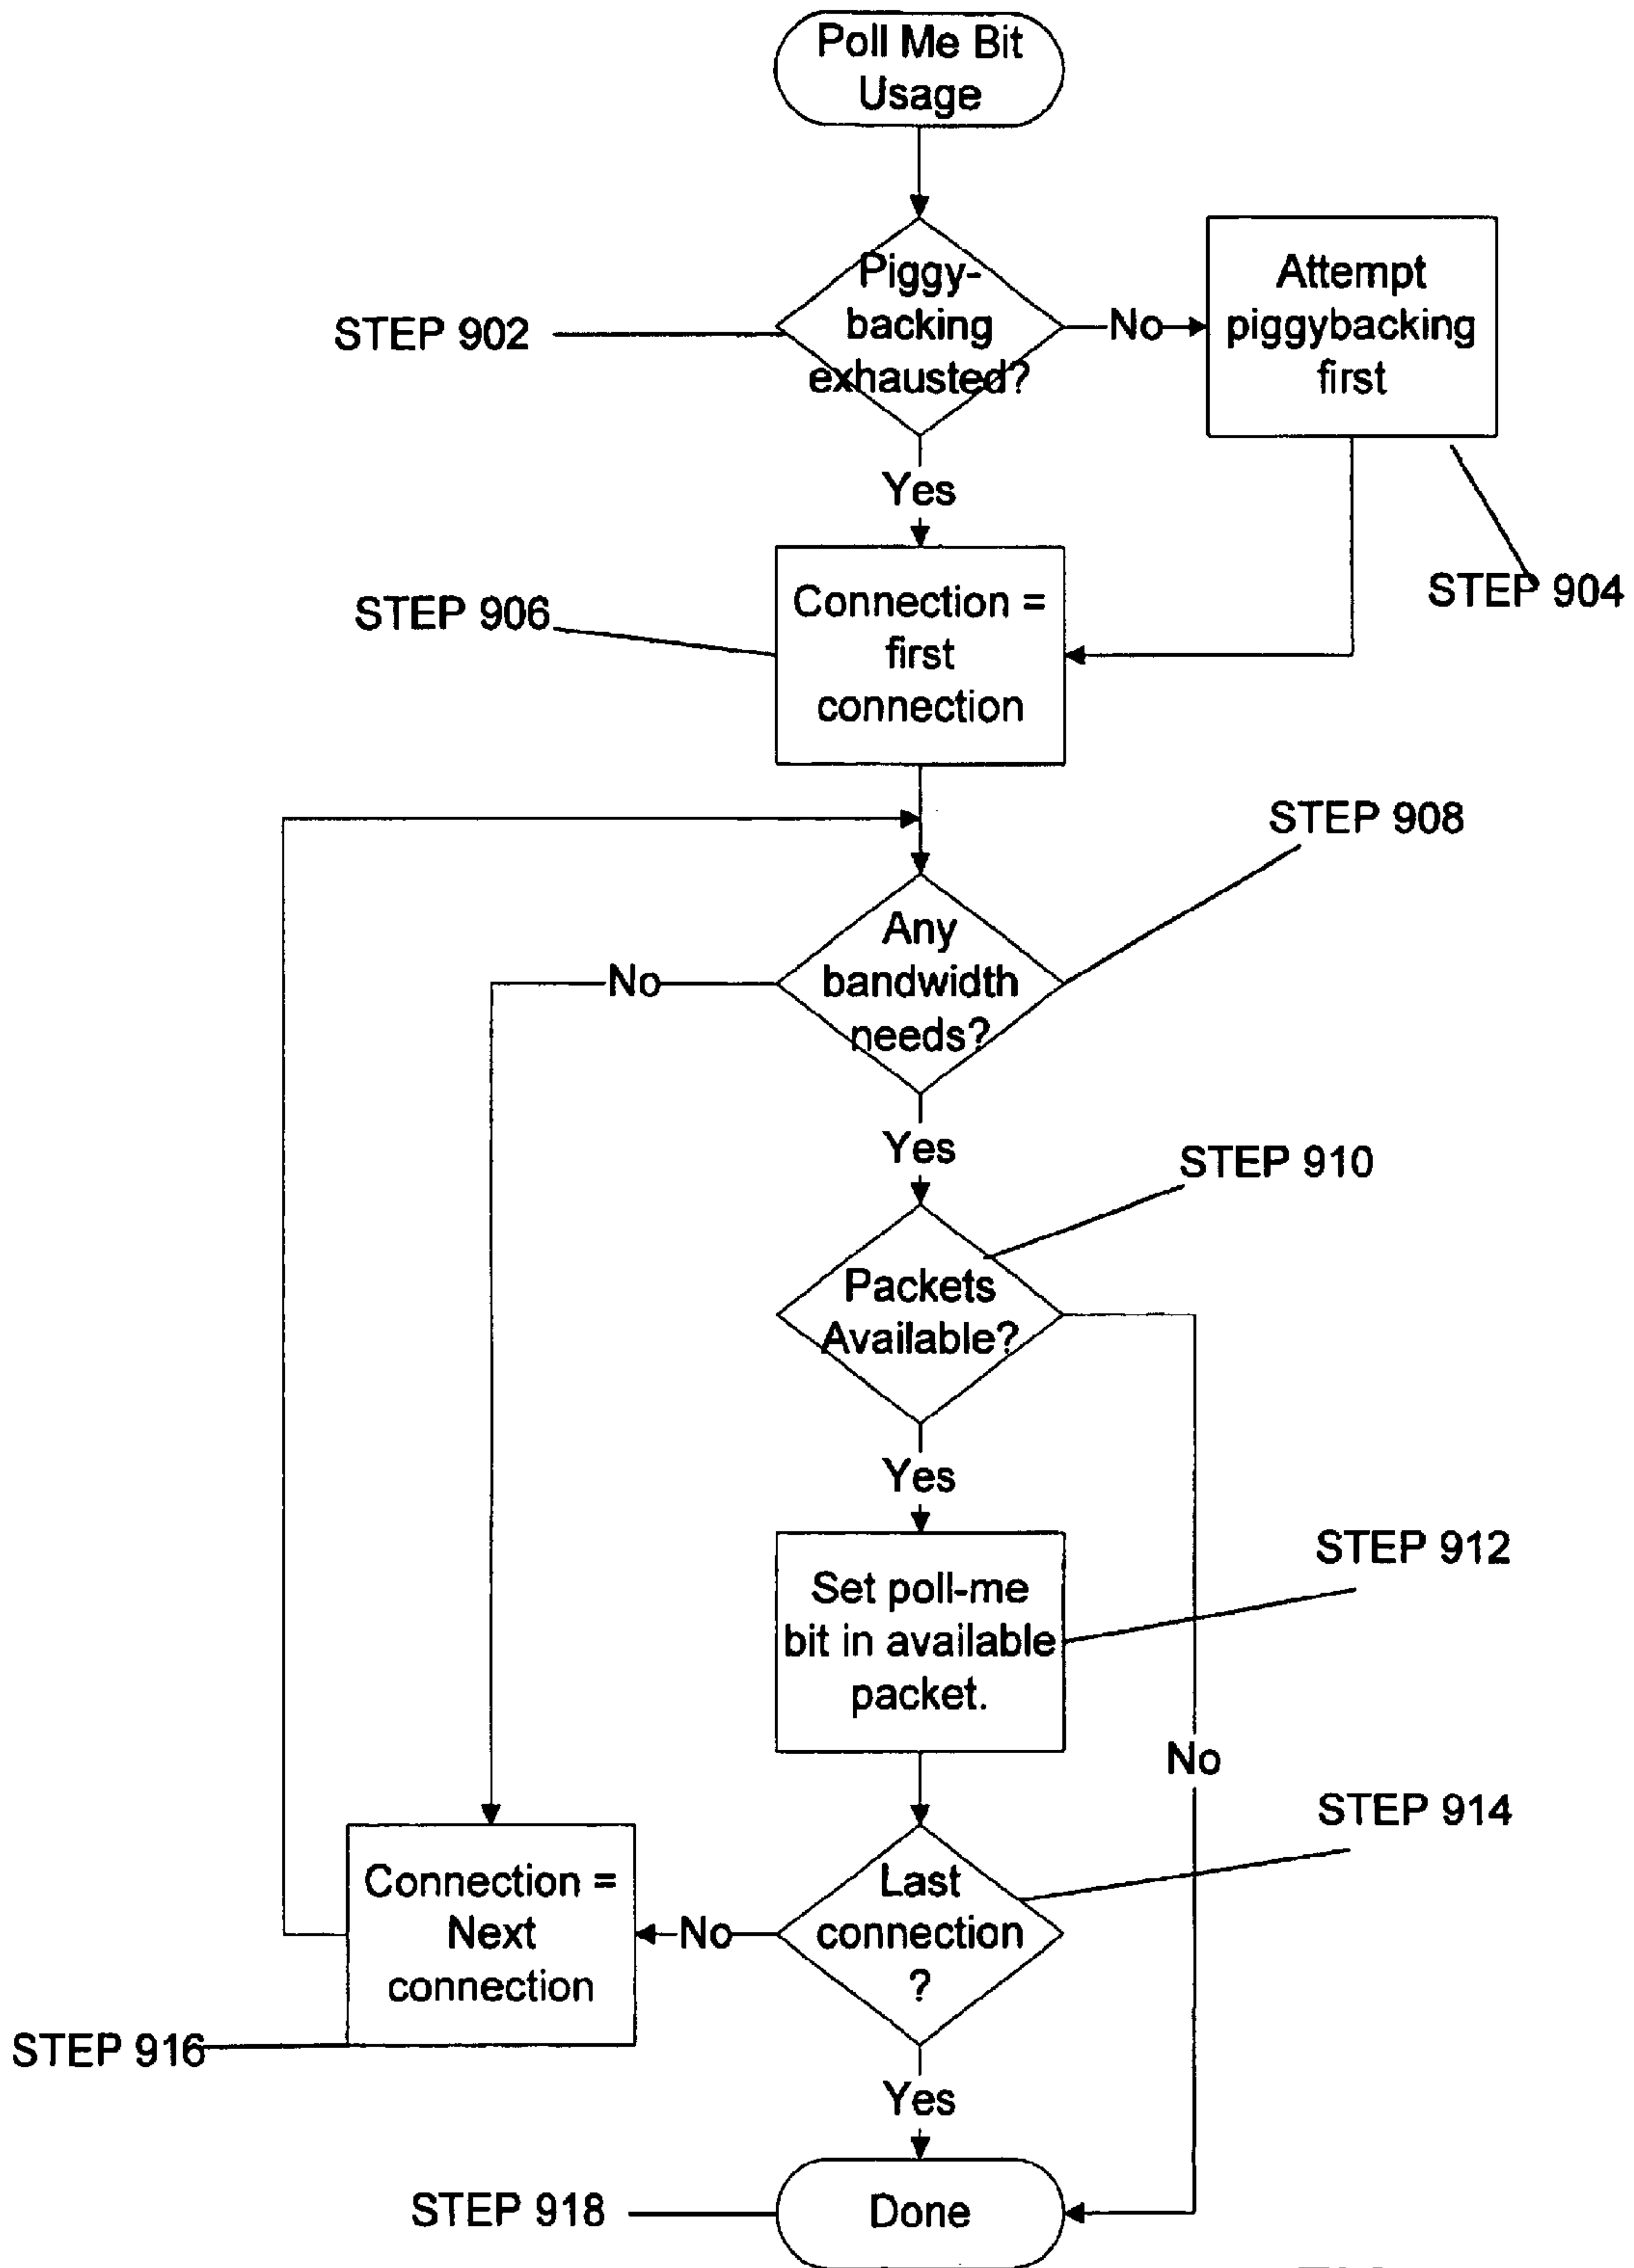 Poll Me Bit
Usage
Piggy-
backing
exhausted?
STEP 902
No
Attempt
piggybacking
first
STEP 904
Yes
STEP 906
Connection =
first
connection
STEP 908
Any
bandwidth
needs?
No
Yes
STEP 910
Packets
Available?
Yes
STEP 912
Set poll-me
bit in available
packet.
No
STEP 914
Last
connection
?
No
Connection =
Next
connection
STEP 916
Yes
STEP 918
Done